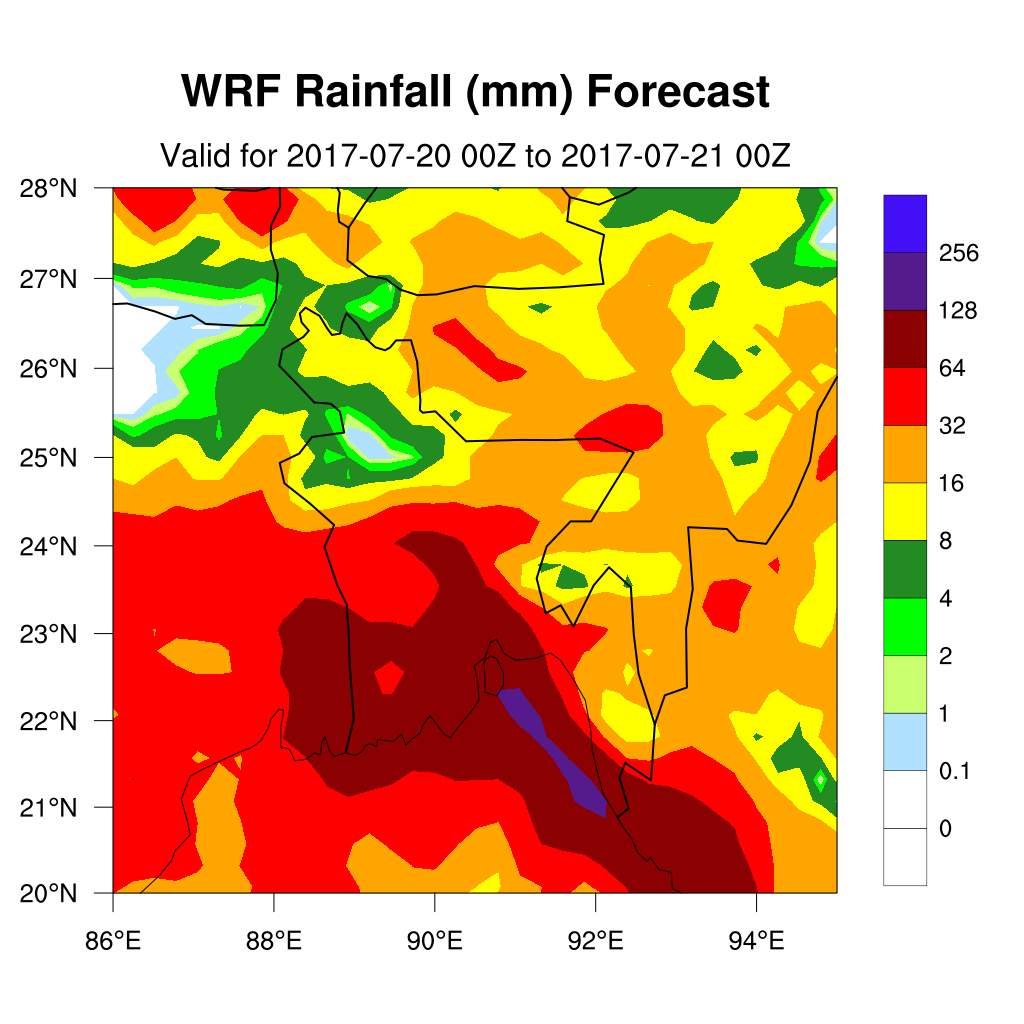 WRF Rainfall (mm) Forecast
Valid for 2017-07-20 00Z to 2017-07-21 00Z
28°N
27°N
26°N
25°N
24°N
23°N
22°N
21°N
20°N
86°E
88°E
90°E
92°E
94°E
256
128
64
32
16
8
4
2
1
0.1
0